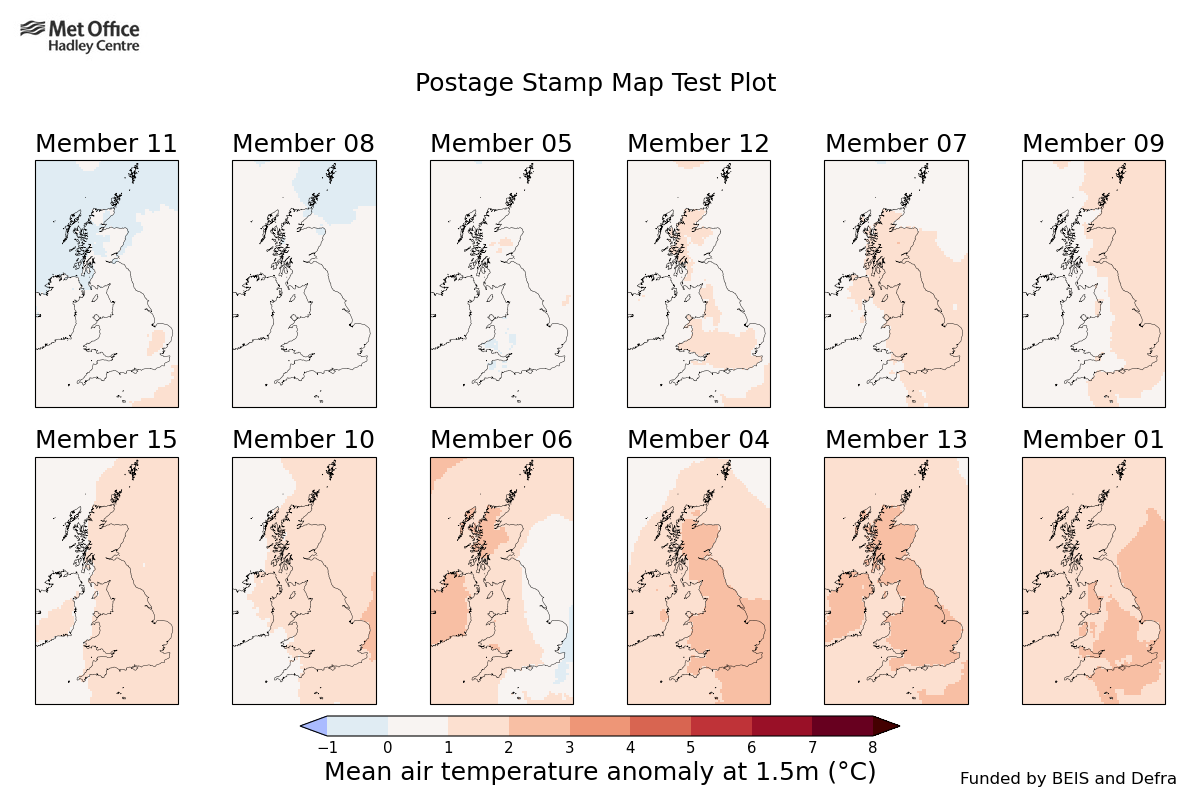 Met Office
Hadley Centre
Postage Stamp Map Test Plot
Member 11 Member 08 Member 05 Member 12 Member 07 Member 09
Member 15 Member 10 Member 06 Member 04 Member 13 Member 01
−1 0 1 2 3 4 5 6 7 8
Mean air temperature anomaly at 1.5m (°C)
Funded by BEIS and Defra